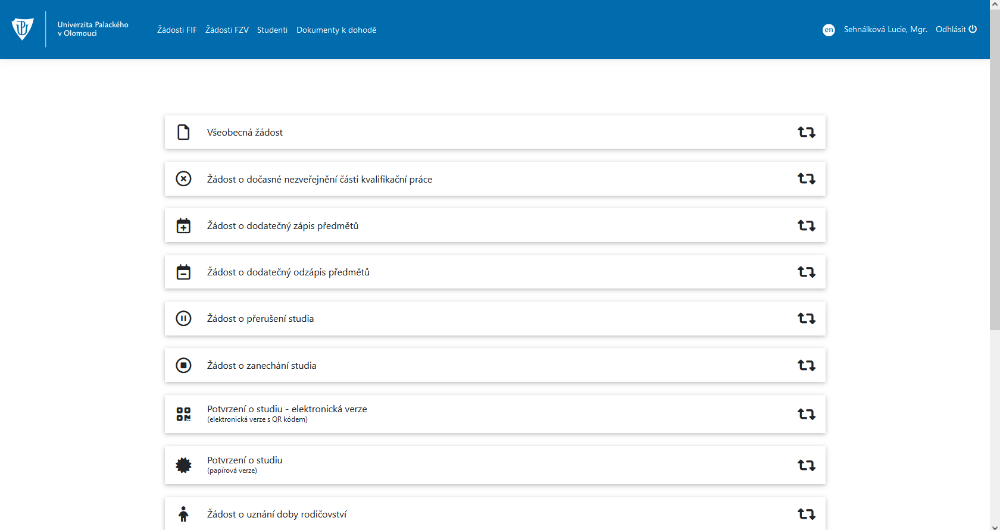 Univerzita Palackého
v Olomouci
Žádosti FIF Žádosti FZV Studenti Dokumenty k dohodě
en Sehnálková Lucie, Mgr. Odhlásit
Všeobecná žádost
Žádost o dočasné nezveřejnění části kvalifikační práce
Žádost o dodatečný zápis předmětů
Žádost o dodatečný odzápis předmětů
Žádost o přerušení studia
Žádost o zanechání studia
Potvrzení o studiu - elektronická verze
(elektronická verze s QR kódem)
Potvrzení o studiu
(papírová verze)
Žádost o uznání doby rodičovství